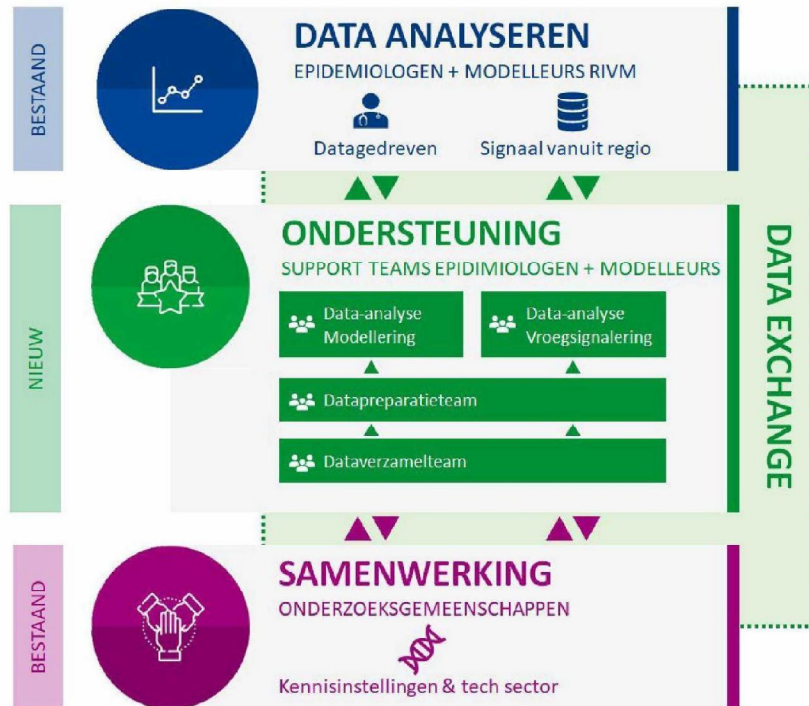 BESTAAND
DATA ANALYSEREN
EPIDEMIOLOGEN + MODELLEURS RIVM
Datagedreven
Signaal vanuit regio
NIEUW
ONDERSTEUNING
SUPPORT TEAMS EPIDIMIOLOGEN + MODELLEURS
Data-analyse
Modellering
Data-analyse
Vroegsignalering
Datapreparatieteam
Dataverzamelteam
DATA EXCHANGE
BESTAAND
SAMENWERKING
ONDERZOEKSGEMEENSCHAPPEN
Kennisinstellingen & tech sector